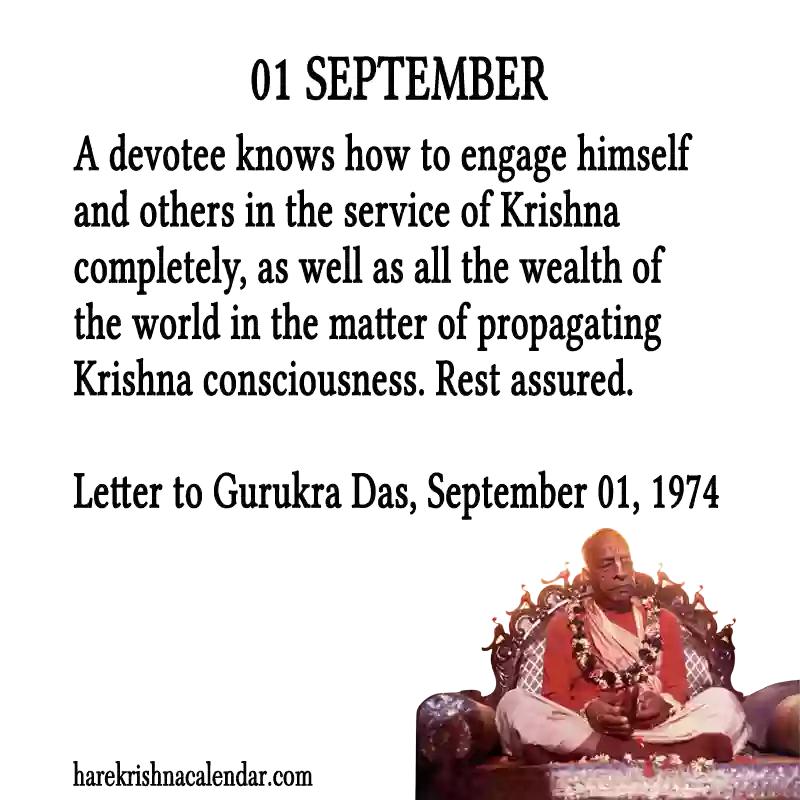 01 SEPTEMBER
A devotee knows how to engage himself
and others in the service of Krishna
completely, as well as all the wealth of
the world in the matter of propagating
Krishna consciousness. Rest assured.
Letter to Gurukra Das, September 01, 1974
harekrishnacalendar.com